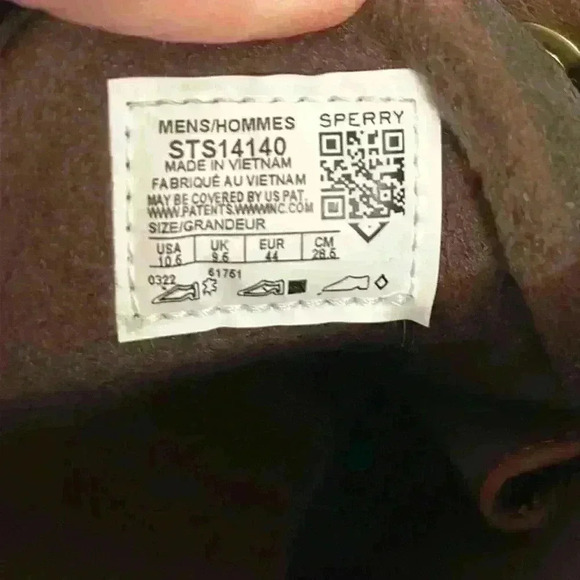 MENS/HOMMES
SPERRY
STS14140
MADE IN VIETNAM
FABRIQUÉ AU VIETNAM
MAY BE COVERED BY US PAT.
WWW.PATENTS.WWWINC.COM
SIZE/GRANDEUR
USA UK EUR CM
10.5 9.5 44 28.5
0322 61761